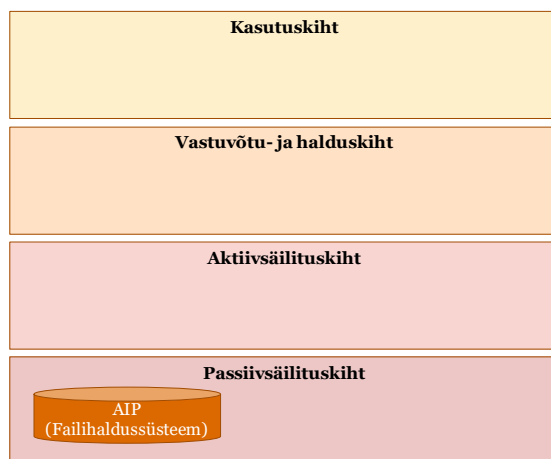 Kasutuskiht
Vastuvõtu- ja halduskiht
Aktiivsäilituskiht
Passiivsäilituskiht
AIP
(Failihaldussüsteem)